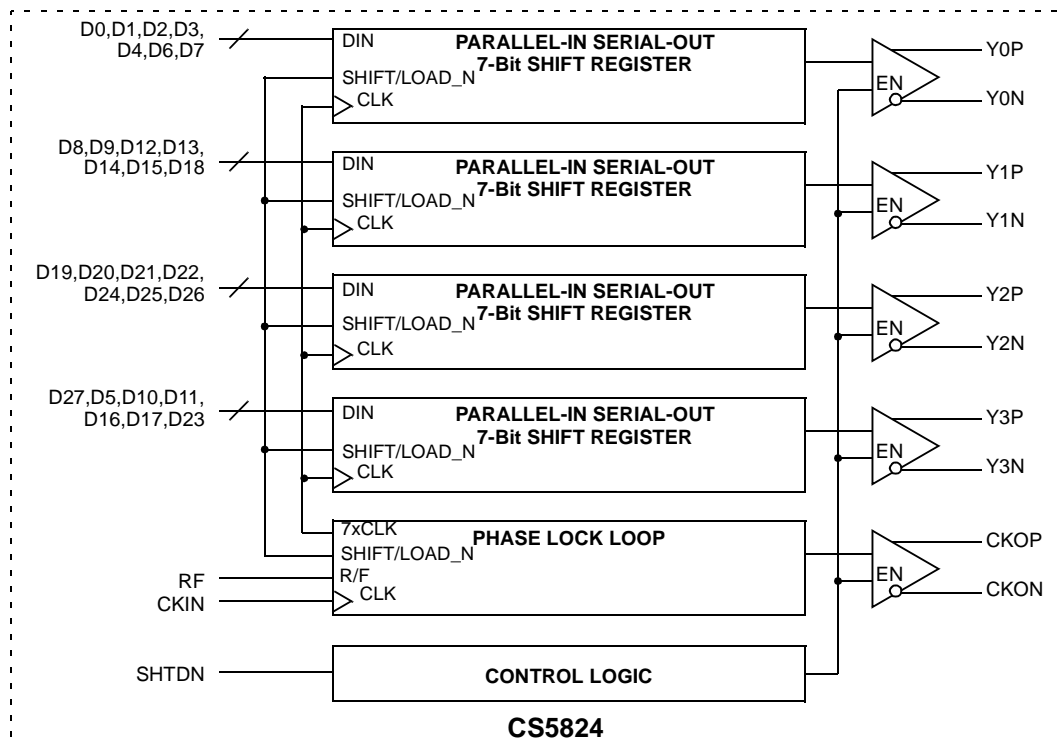 D0,D1,D2,D3,
D4,D6,D7
DIN
PARALLEL-IN SERIAL-OUT
7-Bit SHIFT REGISTER
SHIFT/LOAD_N
CLK
EN
Y0P
Y0N
D8,D9,D12,D13,
D14,D15,D18
DIN
PARALLEL-IN SERIAL-OUT
7-Bit SHIFT REGISTER
SHIFT/LOAD_N
CLK
EN
Y1P
Y1N
D19,D20,D21,D22,
D24,D25,D26
DIN
PARALLEL-IN SERIAL-OUT
7-Bit SHIFT REGISTER
SHIFT/LOAD_N
CLK
EN
Y2P
Y2N
D27,D5,D10,D11,
D16,D17,D23
DIN
PARALLEL-IN SERIAL-OUT
7-Bit SHIFT REGISTER
SHIFT/LOAD_N
CLK
EN
Y3P
Y3N
7xCLK
PHASE LOCK LOOP
SHIFT/LOAD_N
RF
R/F
CKIN
CLK
EN
CKOP
CKON
SHTDN
CONTROL LOGIC
CS5824